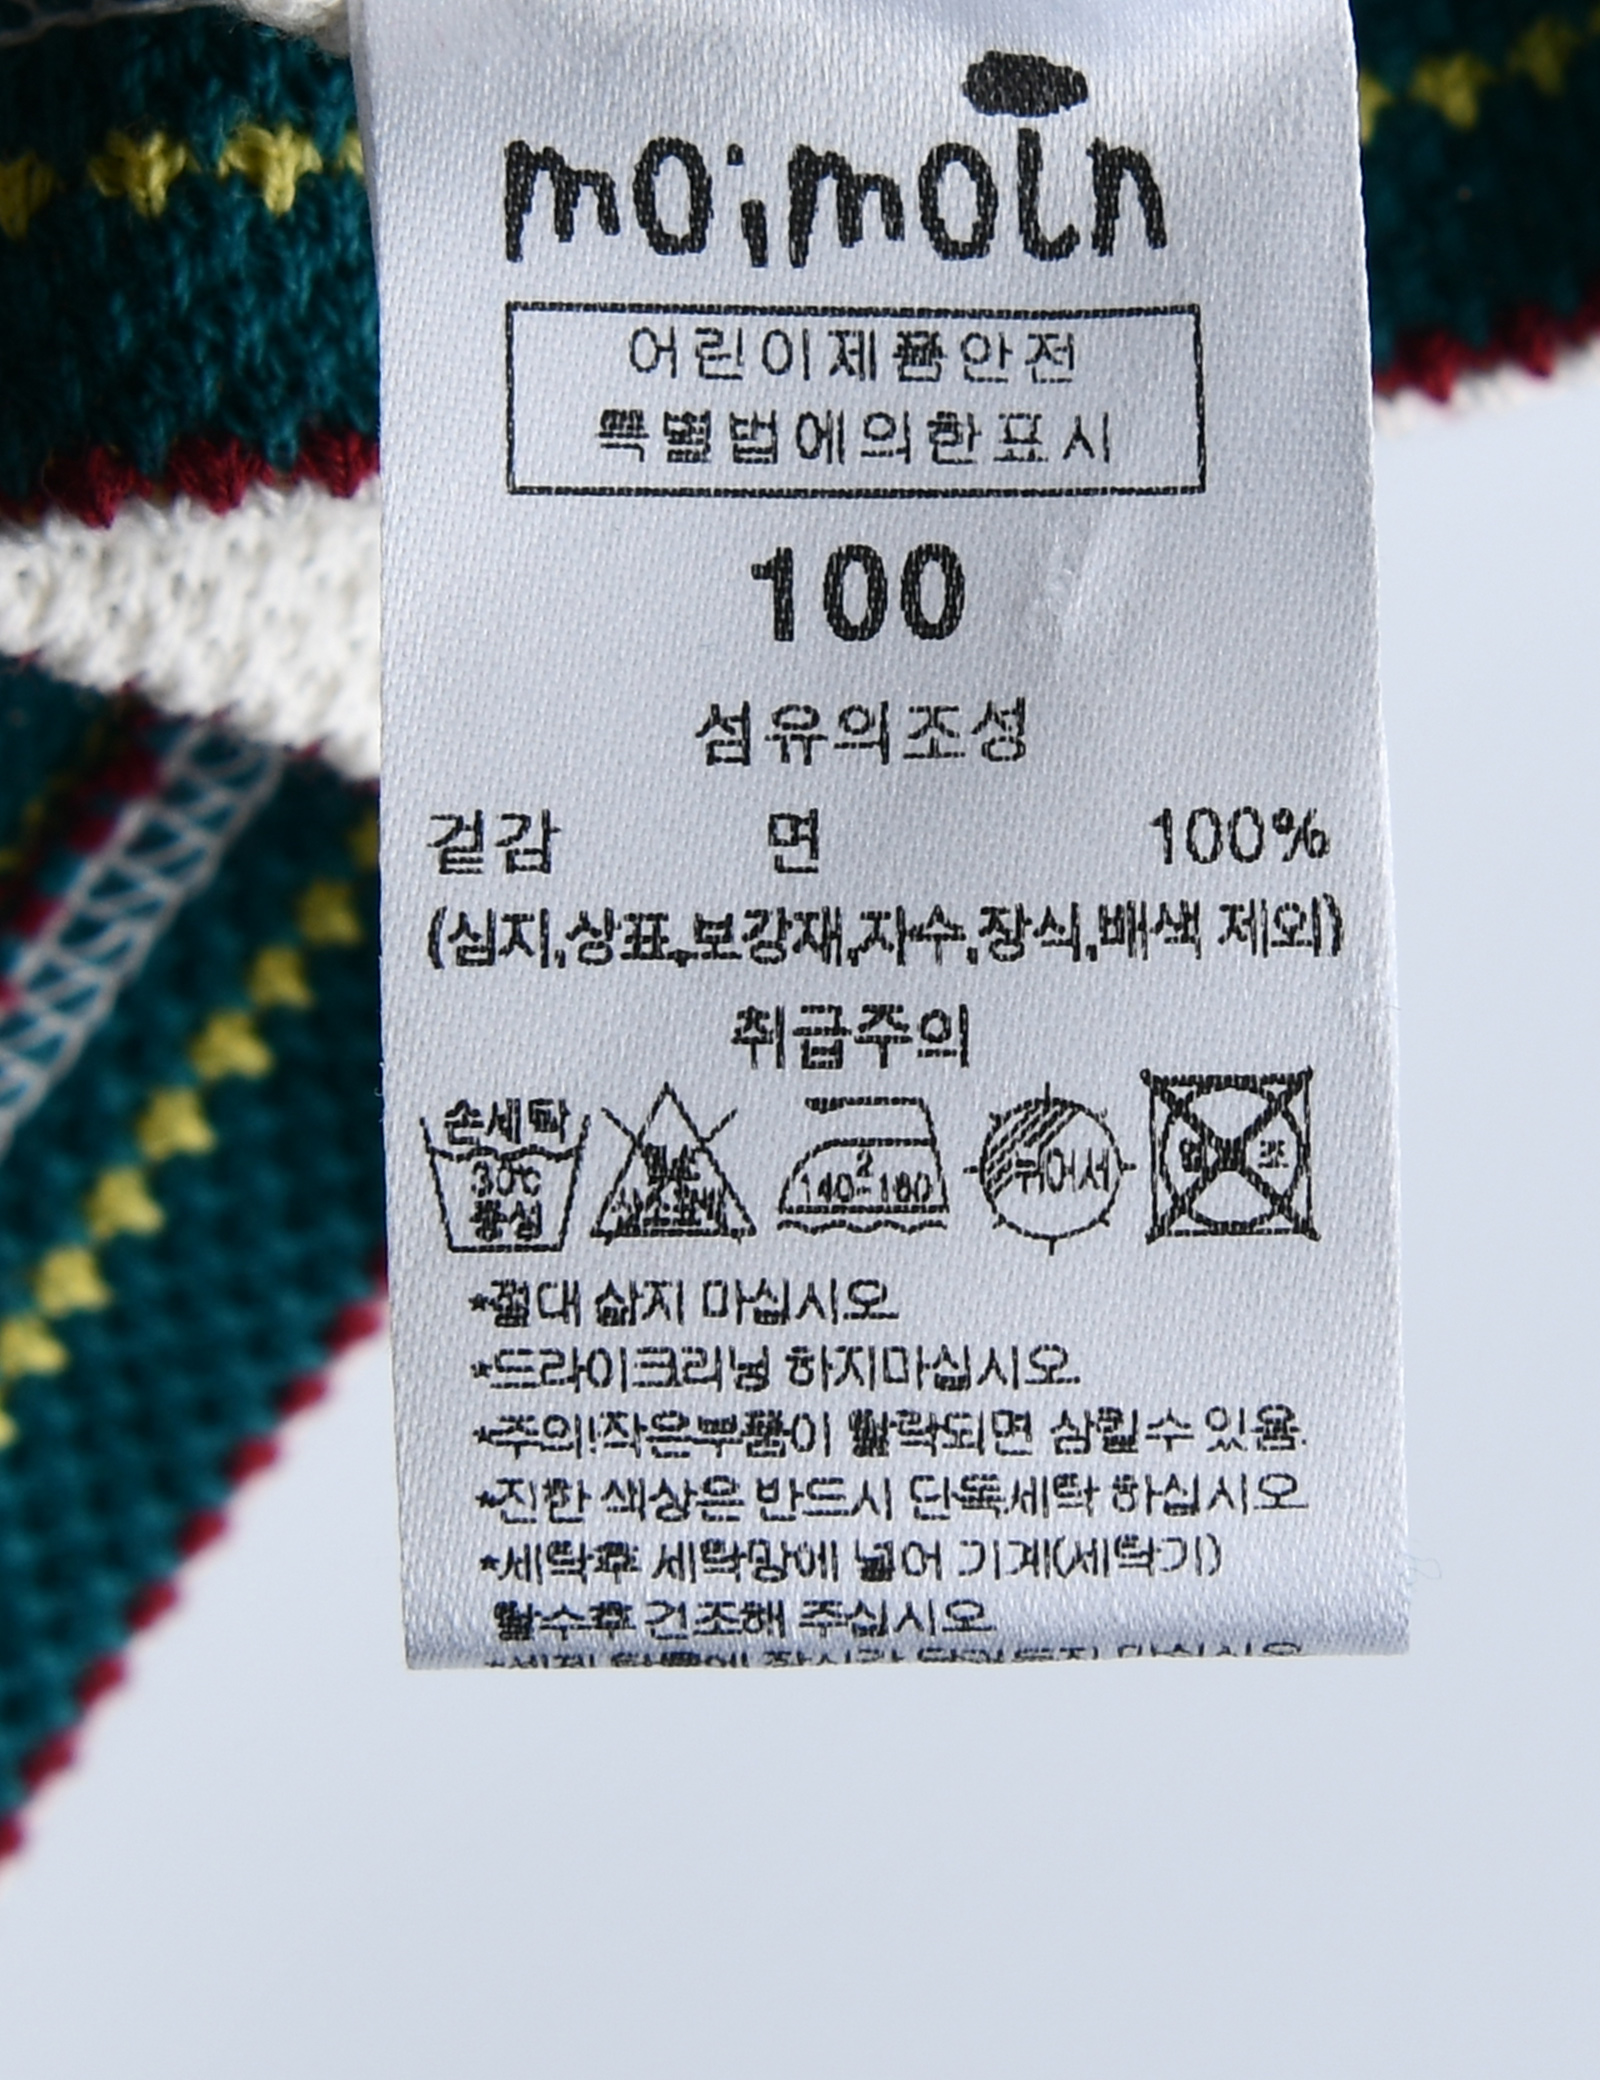 moimoln
어린이제품안전
특별법에의한표시
100
섬유의조성
겉감 면 100%
(심지,상표,보강재,자수,장식,배색 제외)
취급주의
손세탁
30℃
중성
2
140-160
뉘어서
*절대 삶지 마십시오
*드라이크리닝 하지마십시오.
*주의!작은부품이 탈락되면 삼킬수 있음.
*진한 색상은 반드시 단독세탁 하십시오
*세탁후 세탁망에 넣어 기계(세탁기)
탈수후 건조해 주십시오